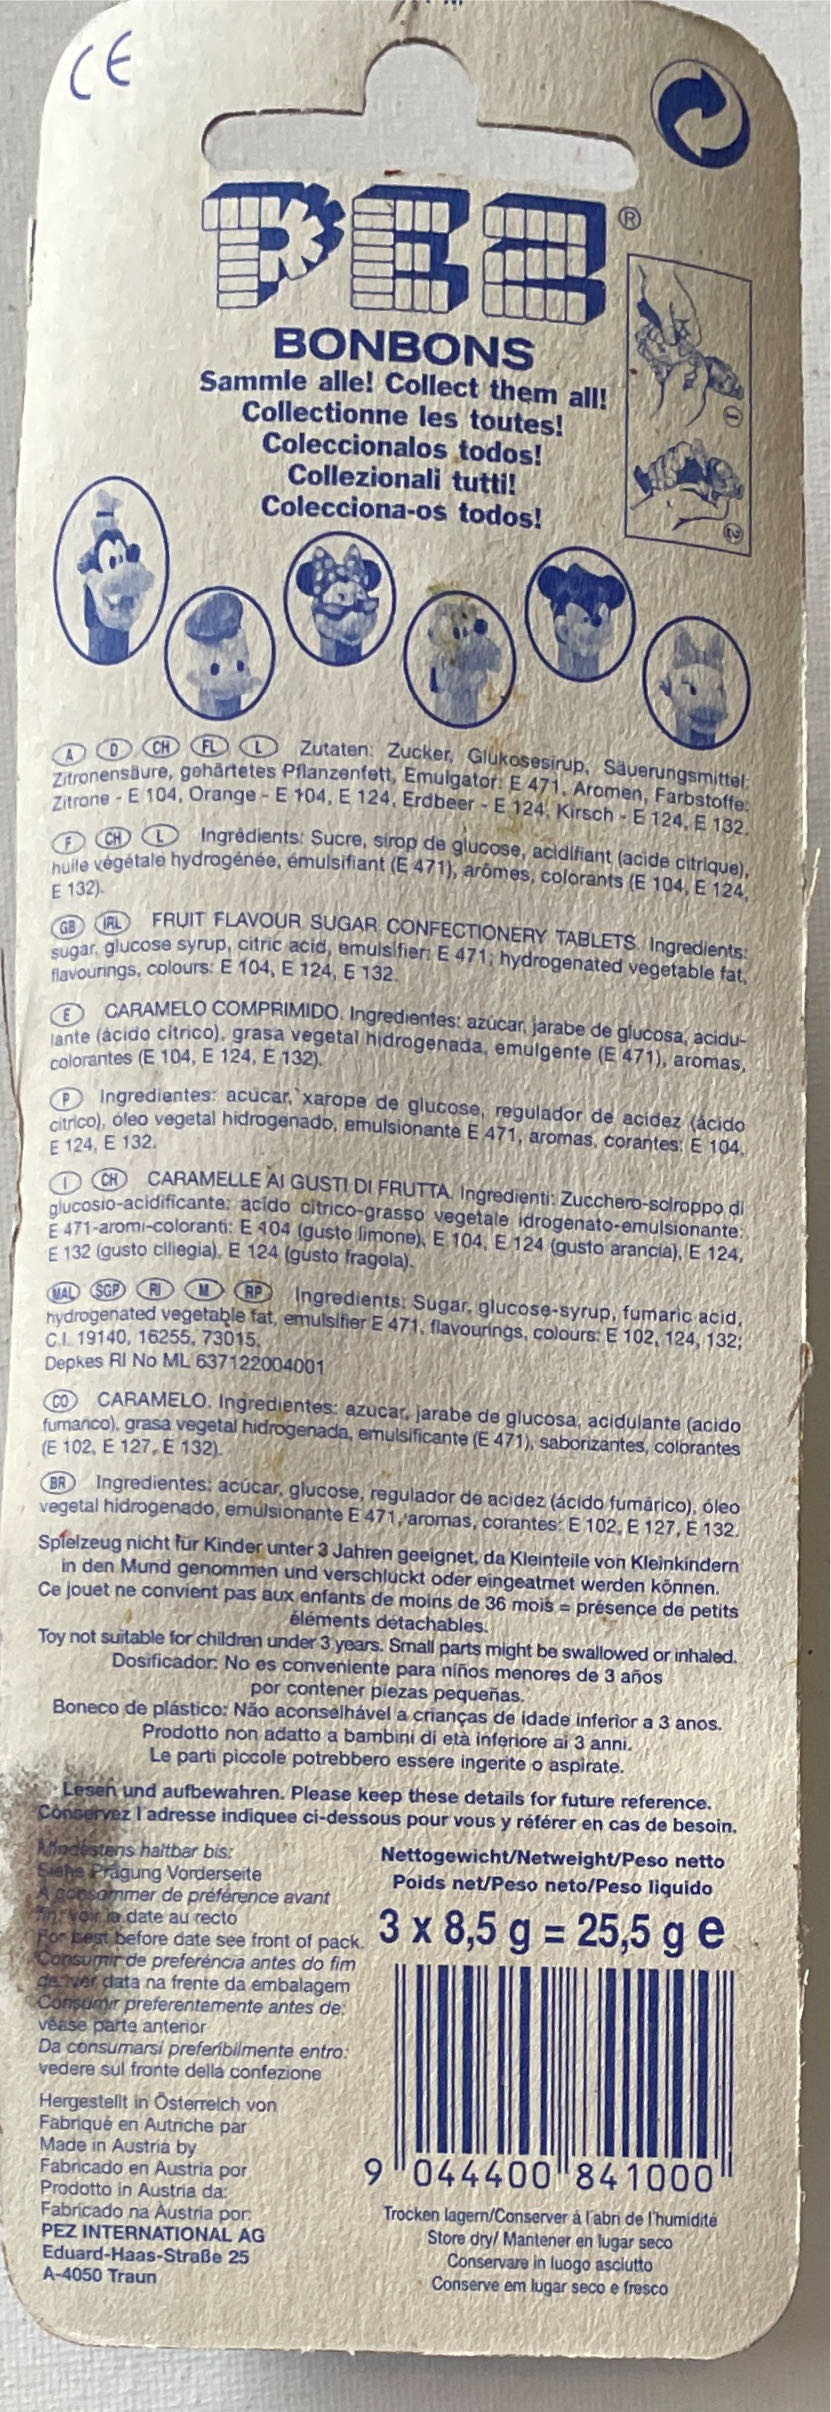 CE
PEZ ®
BONBONS
Sammle alle! Collect them all!
Collectionne les toutes!
Coleccionalos todos!
Collezionali tutti!
Colecciona-os todos!
1
2
A D CH FL L Zutaten: Zucker, Glukosesirup, Säuerungsmittel:
Zitronensäure, gehärtetes Pflanzenfett, Emulgator: E 471, Aromen, Farbstoffe:
Zitrone - E 104, Orange - E 104, E 124, Erdbeer - E 124, Kirsch - E 124, E 132.
F CH L Ingrédients: Sucre, sirop de glucose, acidifiant (acide citrique),
huile végétale hydrogénée, émulsifiant (E 471), arômes, colorants (E 104, E 124,
E 132).
GB IRL FRUIT FLAVOUR SUGAR CONFECTIONERY TABLETS. Ingredients:
sugar, glucose syrup, citric acid, emulsifier: E 471; hydrogenated vegetable fat,
flavourings, colours: E 104, E 124, E 132.
E CARAMELO COMPRIMIDO. Ingredientes: azúcar, jarabe de glucosa, acidu-
lante (ácido cítrico), grasa vegetal hidrogenada, emulgente (E 471), aromas,
colorantes (E 104, E 124, E 132).
P Ingredientes: acúcar, xarope de glucose, regulador de acidez (ácido
citrico), óleo vegetal hidrogenado, emulsionante E 471, aromas, corantes: E 104,
E 124, E 132.
I CH CARAMELLE AI GUSTI DI FRUTTA. Ingredienti: Zucchero-sciroppo di
glucosio-acidificante: acido citrico-grasso vegetale idrogenato-emulsionante:
E 471-aromi-coloranti: E 104 (gusto limone), E 104, E 124 (gusto arancia), E 124,
E 132 (gusto ciliegia), E 124 (gusto fragola).
MAL SGP RI M RP Ingredients: Sugar, glucose-syrup, fumaric acid,
hydrogenated vegetable fat, emulsifier E 471, flavourings, colours: E 102, 124, 132;
C.I. 19140, 16255, 73015,
Depkes RI No ML 637122004001
CO CARAMELO. Ingredientes: azucar, jarabe de glucosa, acidulante (acido
fumarico), grasa vegetal hidrogenada, emulsificante (E 471), saborizantes, colorantes
(E 102, E 127, E 132).
BR Ingredientes: acúcar, glucose, regulador de acidez (ácido fumárico), óleo
vegetal hidrogenado, emulsionante E 471, aromas, corantes: E 102, E 127, E 132.
Spielzeug nicht für Kinder unter 3 Jahren geeignet, da Kleinteile von Kleinkindern
in den Mund genommen und verschluckt oder eingeatmet werden können.
Ce jouet ne convient pas aux enfants de moins de 36 mois = présence de petits
éléments détachables.
Toy not suitable for children under 3 years. Small parts might be swallowed or inhaled.
Dosificador: No es conveniente para niños menores de 3 años
por contener piezas pequeñas.
Boneco de plástico: Não aconselhável a crianças de idade inferior a 3 anos.
Prodotto non adatto a bambini di età inferiore ai 3 anni.
Le parti piccole potrebbero essere ingerite o aspirate.
Lesen und aufbewahren. Please keep these details for future reference.
Conservez l'adresse indiquee ci-dessous pour vous y référer en cas de besoin.
Mindestens haltbar bis:
Siehe Prägung Vorderseite
A consommer de préférence avant
fin: voir la date au recto
For best before date see front of pack.
Consumir de preferência antes do fim
de: ver data na frente da embalagem
Consumir preferentemente antes de:
véase parte anterior
Da consumarsi preferibilmente entro:
vedere sul fronte della confezione
Hergestellt in Österreich von
Fabriqué en Autriche par
Made in Austria by
Fabricado en Austria por
Prodotto in Austria da:
Fabricado na Áustria por:
PEZ INTERNATIONAL AG
Eduard-Haas-Straße 25
A-4050 Traun
Nettogewicht/Netweight/Peso netto
Poids net/Peso neto/Peso liquido
3 x 8,5 g = 25,5 g e
9 044400 841000
Trocken lagern/Conserver à l'abri de l'humidité
Store dry/ Mantener en lugar seco
Conservare in luogo asciutto
Conserve em lugar seco e fresco